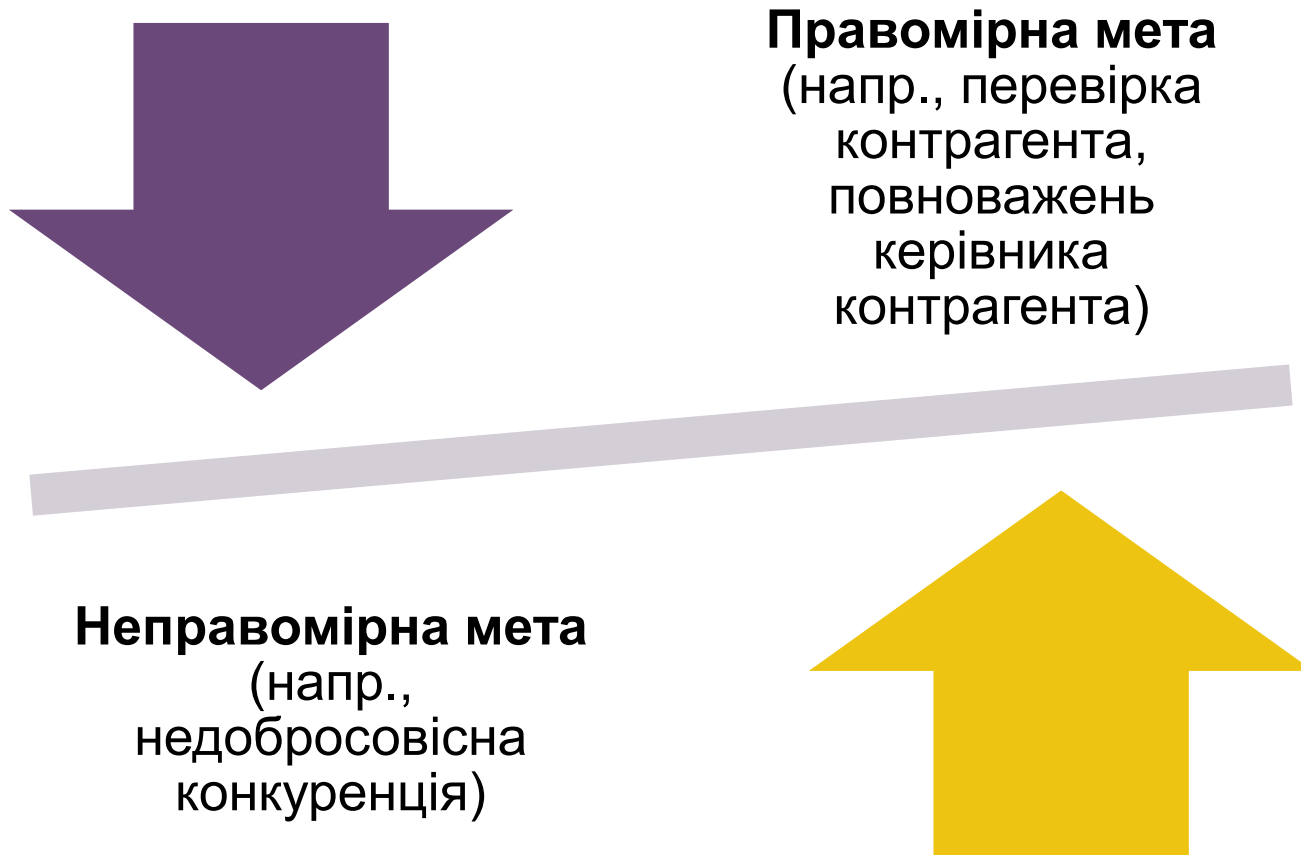 Правомірна мета
(напр., перевірка
контрагента,
повноважень
керівника
контрагента)
Неправомірна мета
(напр.,
недобросовісна
конкуренція)